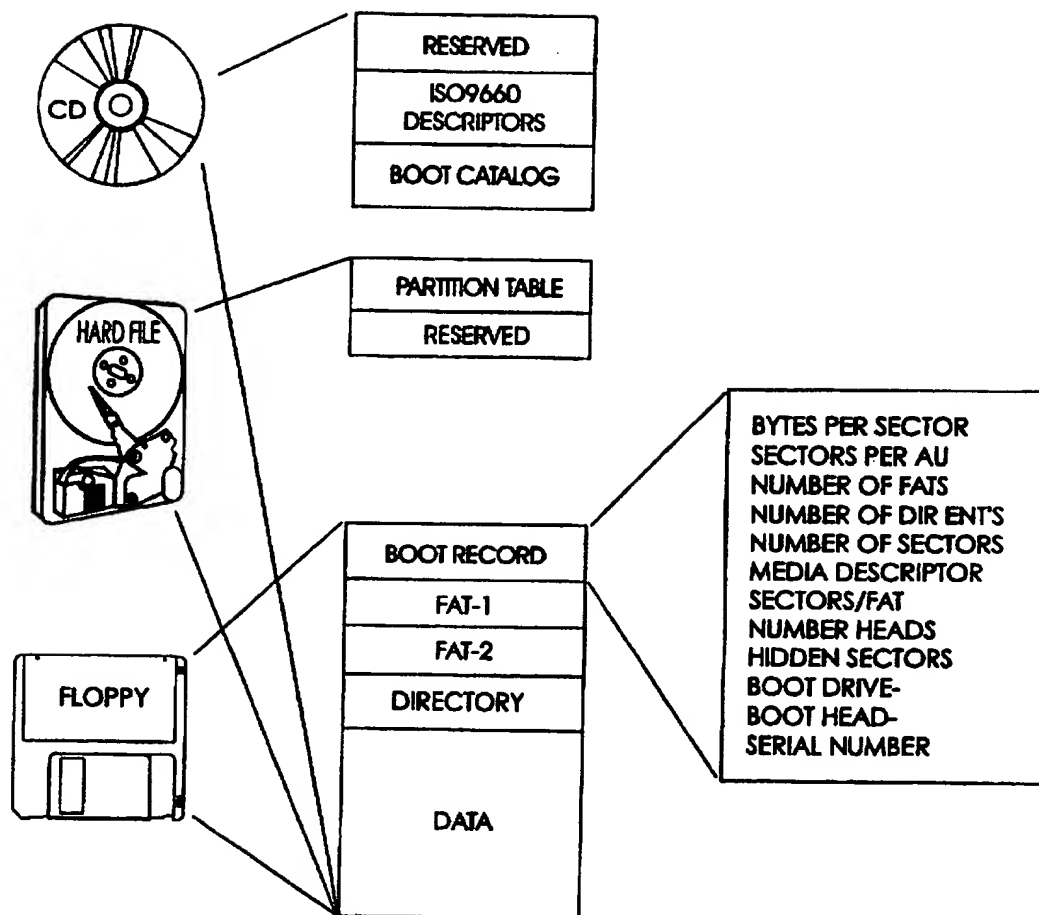 CD
RESERVED
ISO9660
DESCRIPTORS
BOOT CATALOG
HARD FILE
PARTITION TABLE
RESERVED
FLOPPY
BOOT RECORD
FAT-1
FAT-2
DIRECTORY
DATA
BYTES PER SECTOR
SECTORS PER AU
NUMBER OF FATS
NUMBER OF DIR ENT'S
NUMBER OF SECTORS
MEDIA DESCRIPTOR
SECTORS/FAT
NUMBER HEADS
HIDDEN SECTORS
BOOT DRIVE-
BOOT HEAD-
SERIAL NUMBER